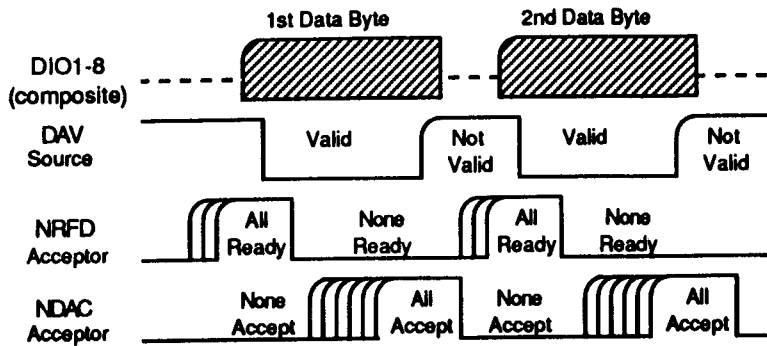 1st Data Byte
2nd Data Byte
DIO1-8
(composite)
DAV
Source
Valid
Not
Valid
Valid
Not
Valid
NRFD
Acceptor
All
Ready
None
Ready
All
Ready
None
Ready
NDAC
Acceptor
None
Accept
All
Accept
None
Accept
All
Accept